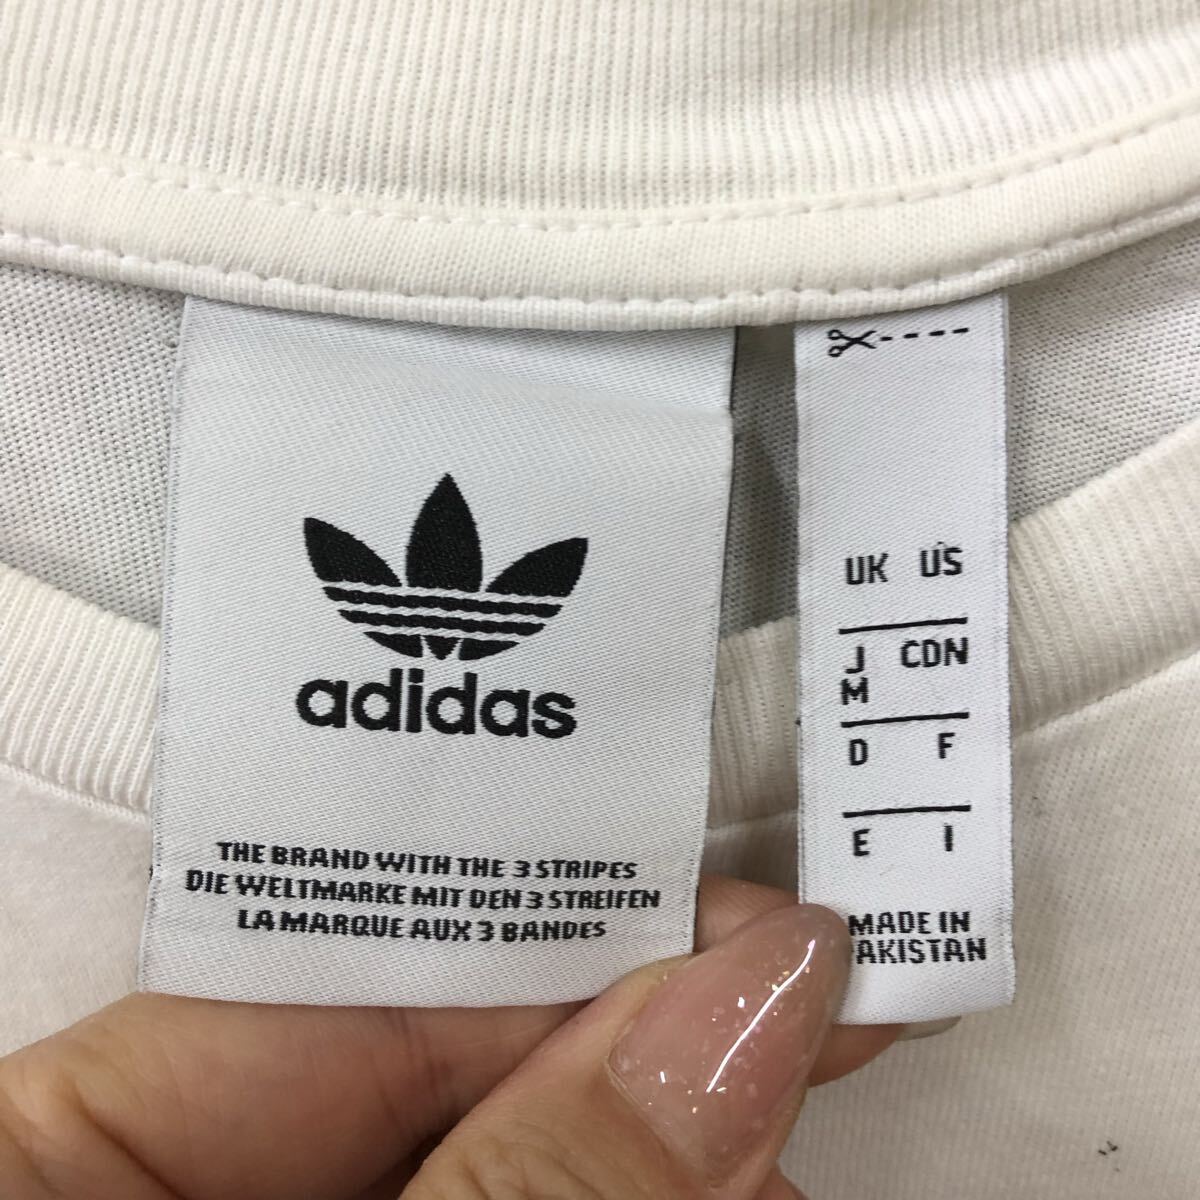 adidas
THE BRAND WITH THE 3 STRIPES
DIE WELTMARKE MIT DEN 3 STREIFEN
LA MARQUE AUX 3 BANDES
UK US
J CDN
M
D F
E I
MADE IN
AKISTAN